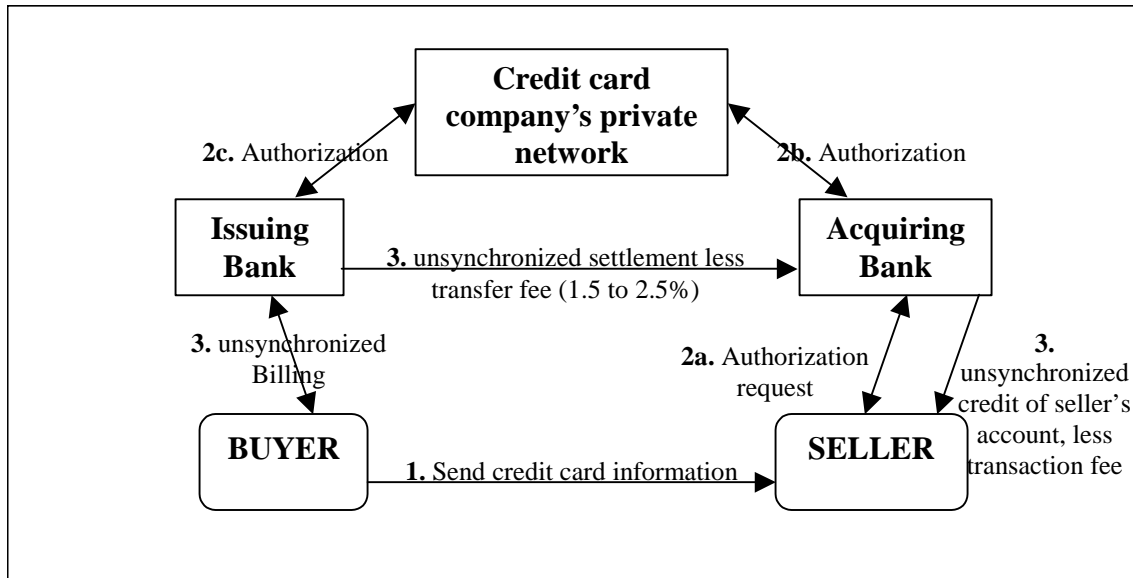 Credit card
company’s private
network
2c. Authorization
2b. Authorization
Issuing
Bank
Acquiring
Bank
3. unsynchronized settlement less
transfer fee (1.5 to 2.5%)
3. unsynchronized
Billing
2a. Authorization
request
3.
unsynchronized
credit of seller’s
account, less
transaction fee
BUYER
SELLER
1. Send credit card information